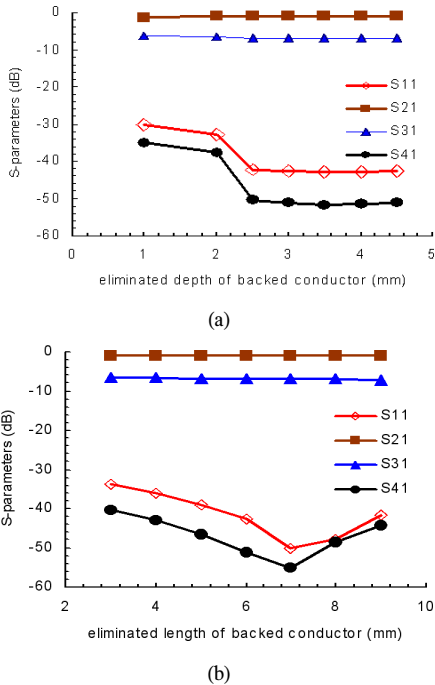 0
-10
-20
-30
-40
-50
-60
S-parameters (dB)
S11
S21
S31
S41
0 1 2 3 4 5
eliminated depth of backed conductor (mm)
(a)
0
-10
-20
-30
-40
-50
-60
S-parameters (dB)
S11
S21
S31
S41
2 4 6 8 10
eliminated length of backed conductor (mm)
(b)